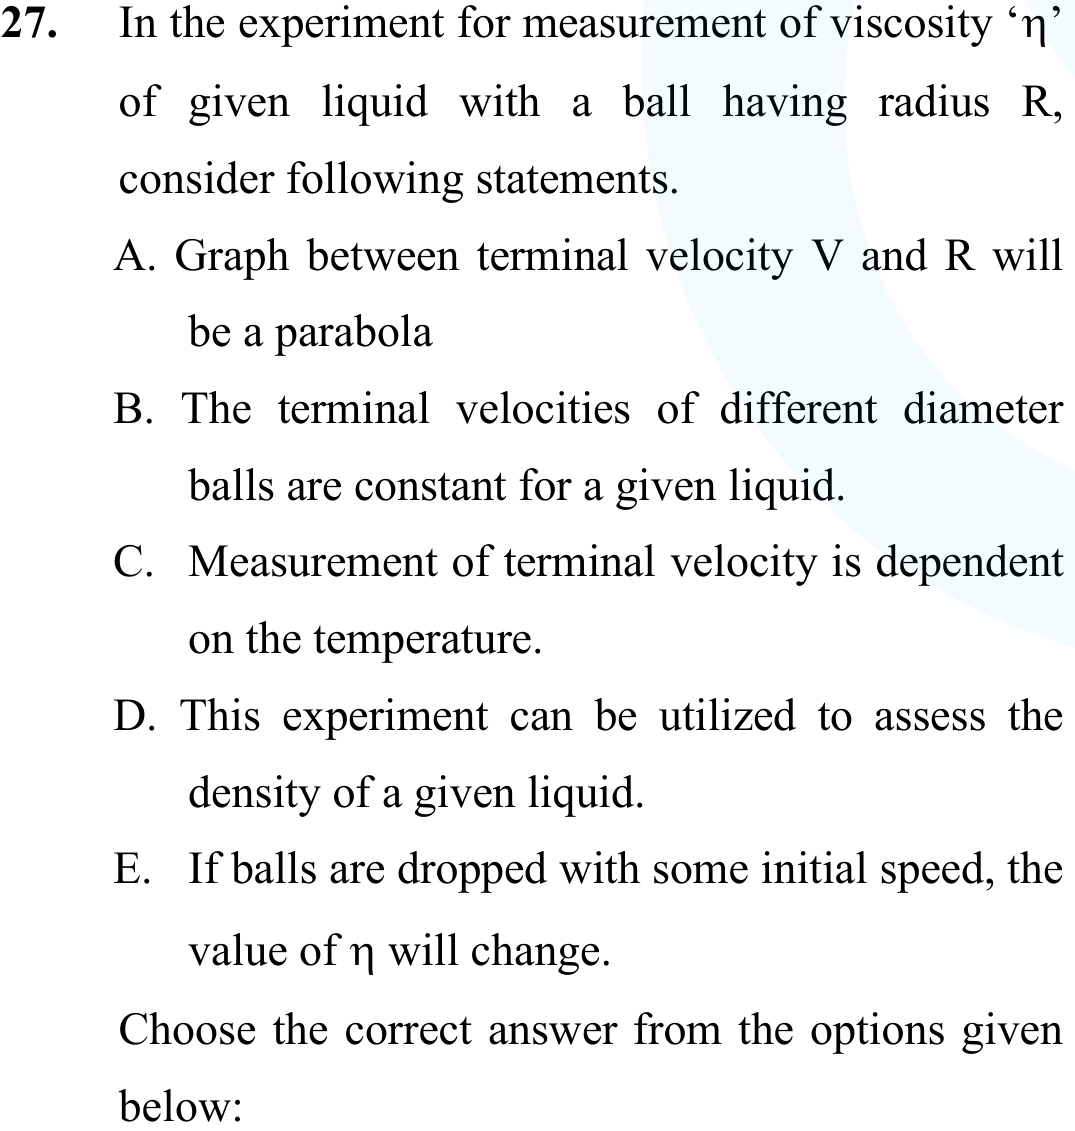 27. In the experiment for measurement of viscosity ‘η’
of given liquid with a ball having radius R,
consider following statements.
A. Graph between terminal velocity V and R will
be a parabola
B. The terminal velocities of different diameter
balls are constant for a given liquid.
C. Measurement of terminal velocity is dependent
on the temperature.
D. This experiment can be utilized to assess the
density of a given liquid.
E. If balls are dropped with some initial speed, the
value of η will change.
Choose the correct answer from the options given
below: